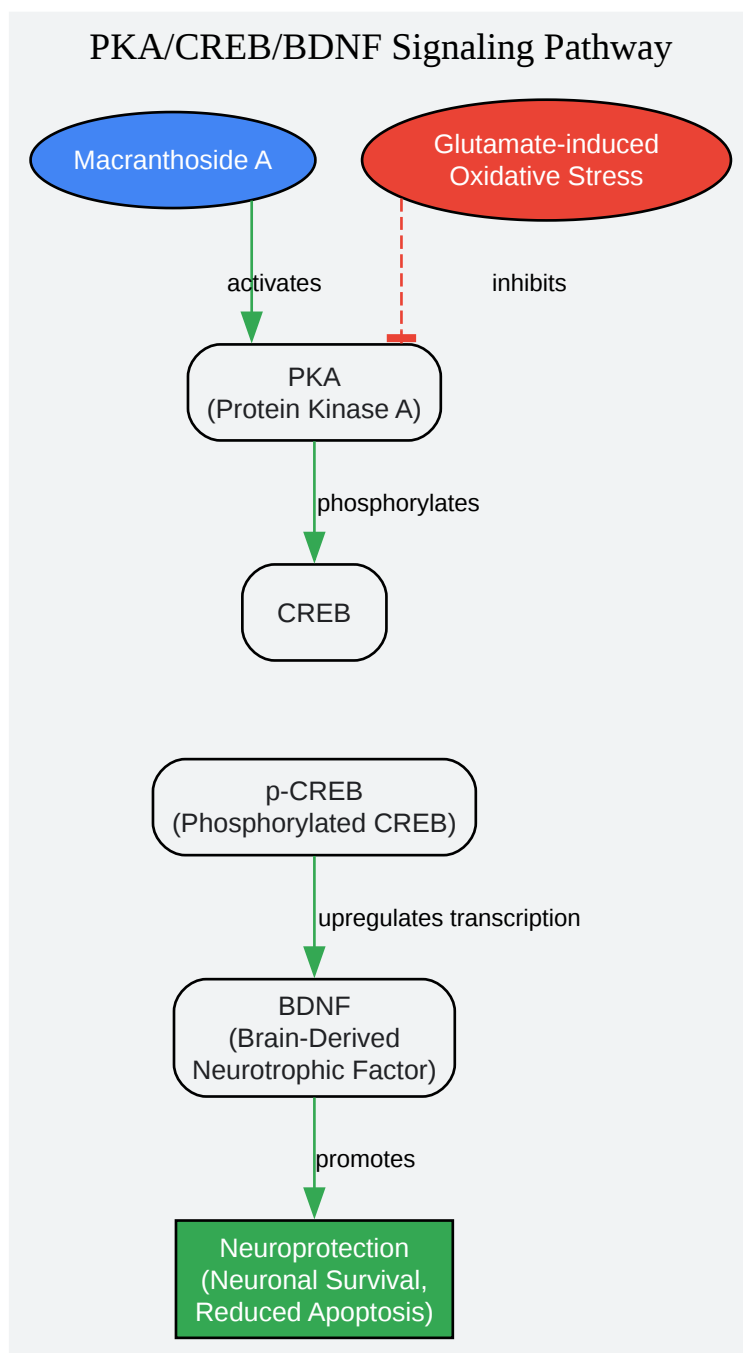 PKA/CREB/BDNF Signaling Pathway
Macranthoside A
Glutamate-induced
Oxidative Stress
activates
inhibits
PKA
(Protein Kinase A)
phosphorylates
CREB
p-CREB
(Phosphorylated CREB)
upregulates transcription
BDNF
(Brain-Derived
Neurotrophic Factor)
promotes
Neuroprotection
(Neuronal Survival,
Reduced Apoptosis)